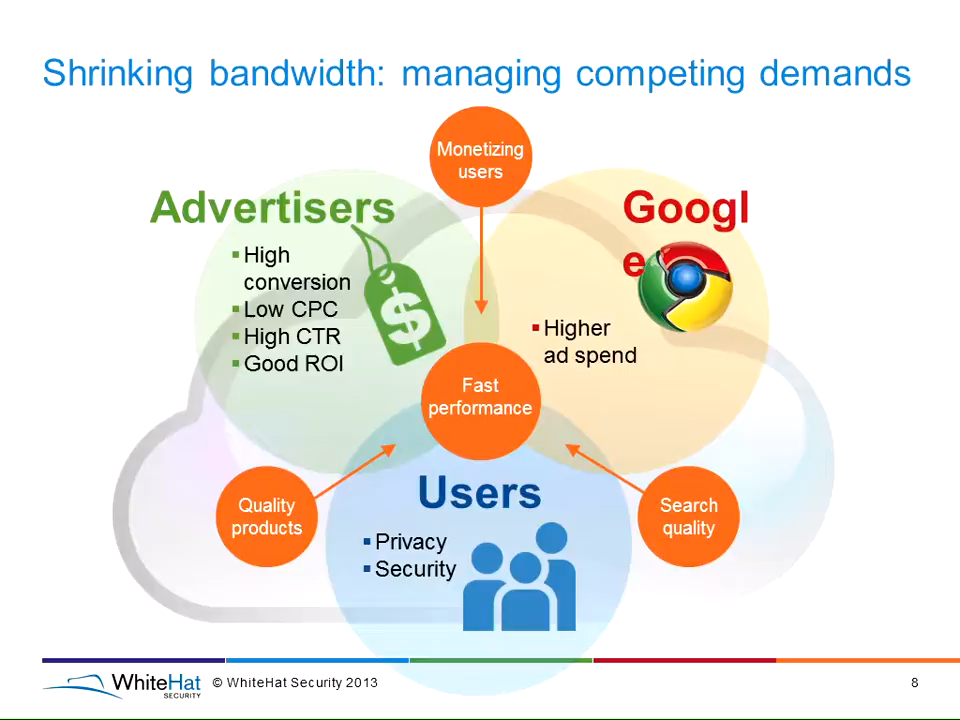 Shrinking bandwidth: managing competing demands
Monetizing
users
Advertisers
▪ High
conversion
▪ Low CPC
▪ High CTR
▪ Good ROI
$
Googl
e
▪ Higher
ad spend
Fast
performance
Quality
products
Search
quality
Users
▪ Privacy
▪ Security
WhiteHat
SECURITY
© WhiteHat Security 2013
8